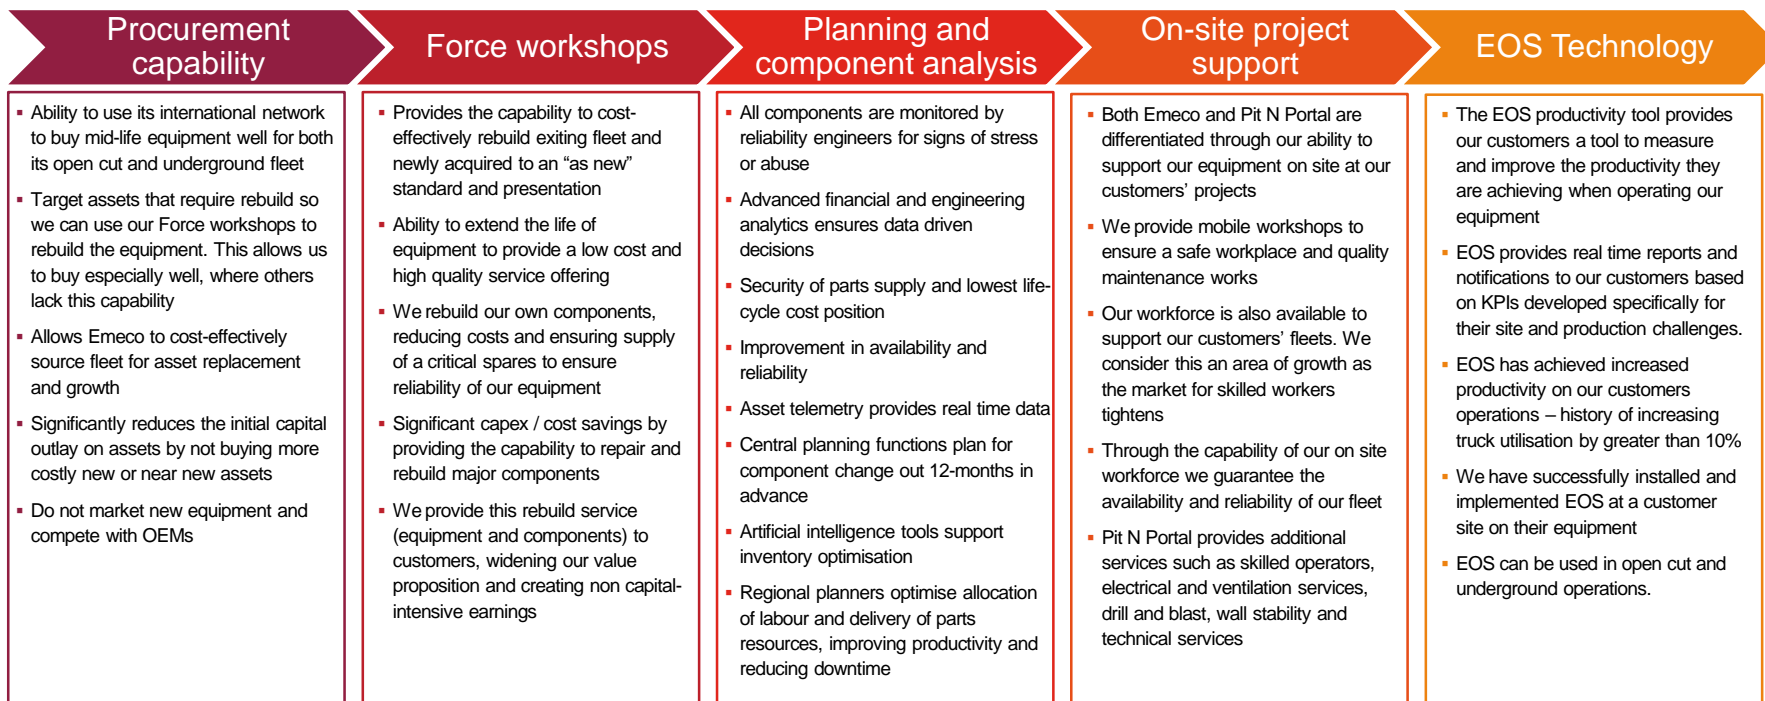 Procurement
capability
▪ Ability to use its international network
to buy mid-life equipment well for both
its open cut and underground fleet
▪ Target assets that require rebuild so
we can use our Force workshops to
rebuild the equipment. This allows us
to buy especially well, where others
lack this capability
▪ Allows Emeco to cost-effectively
source fleet for asset replacement
and growth
▪ Significantly reduces the initial capital
outlay on assets by not buying more
costly new or near new assets
▪ Do not market new equipment and
compete with OEMs
Force workshops
▪ Provides the capability to cost-
effectively rebuild exiting fleet and
newly acquired to an “as new”
standard and presentation
▪ Ability to extend the life of
equipment to provide a low cost and
high quality service offering
▪ We rebuild our own components,
reducing costs and ensuring supply
of a critical spares to ensure
reliability of our equipment
▪ Significant capex / cost savings by
providing the capability to repair and
rebuild major components
▪ We provide this rebuild service
(equipment and components) to
customers, widening our value
proposition and creating non capital-
intensive earnings
Planning and
component analysis
▪ All components are monitored by
reliability engineers for signs of stress
or abuse
▪ Advanced financial and engineering
analytics ensures data driven
decisions
▪ Security of parts supply and lowest life-
cycle cost position
▪ Improvement in availability and
reliability
▪ Asset telemetry provides real time data
▪ Central planning functions plan for
component change out 12-months in
advance
▪ Artificial intelligence tools support
inventory optimisation
▪ Regional planners optimise allocation
of labour and delivery of parts
resources, improving productivity and
reducing downtime
On-site project
support
▪ Both Emeco and Pit N Portal are
differentiated through our ability to
support our equipment on site at our
customers’ projects
▪ We provide mobile workshops to
ensure a safe workplace and quality
maintenance works
▪ Our workforce is also available to
support our customers’ fleets. We
consider this an area of growth as
the market for skilled workers
tightens
▪ Through the capability of our on site
workforce we guarantee the
availability and reliability of our fleet
▪ Pit N Portal provides additional
services such as skilled operators,
electrical and ventilation services,
drill and blast, wall stability and
technical services
EOS Technology
▪ The EOS productivity tool provides
our customers a tool to measure
and improve the productivity they
are achieving when operating our
equipment
▪ EOS provides real time reports and
notifications to our customers based
on KPIs developed specifically for
their site and production challenges.
▪ EOS has achieved increased
productivity on our customers
operations – history of increasing
truck utilisation by greater than 10%
▪ We have successfully installed and
implemented EOS at a customer
site on their equipment
▪ EOS can be used in open cut and
underground operations.